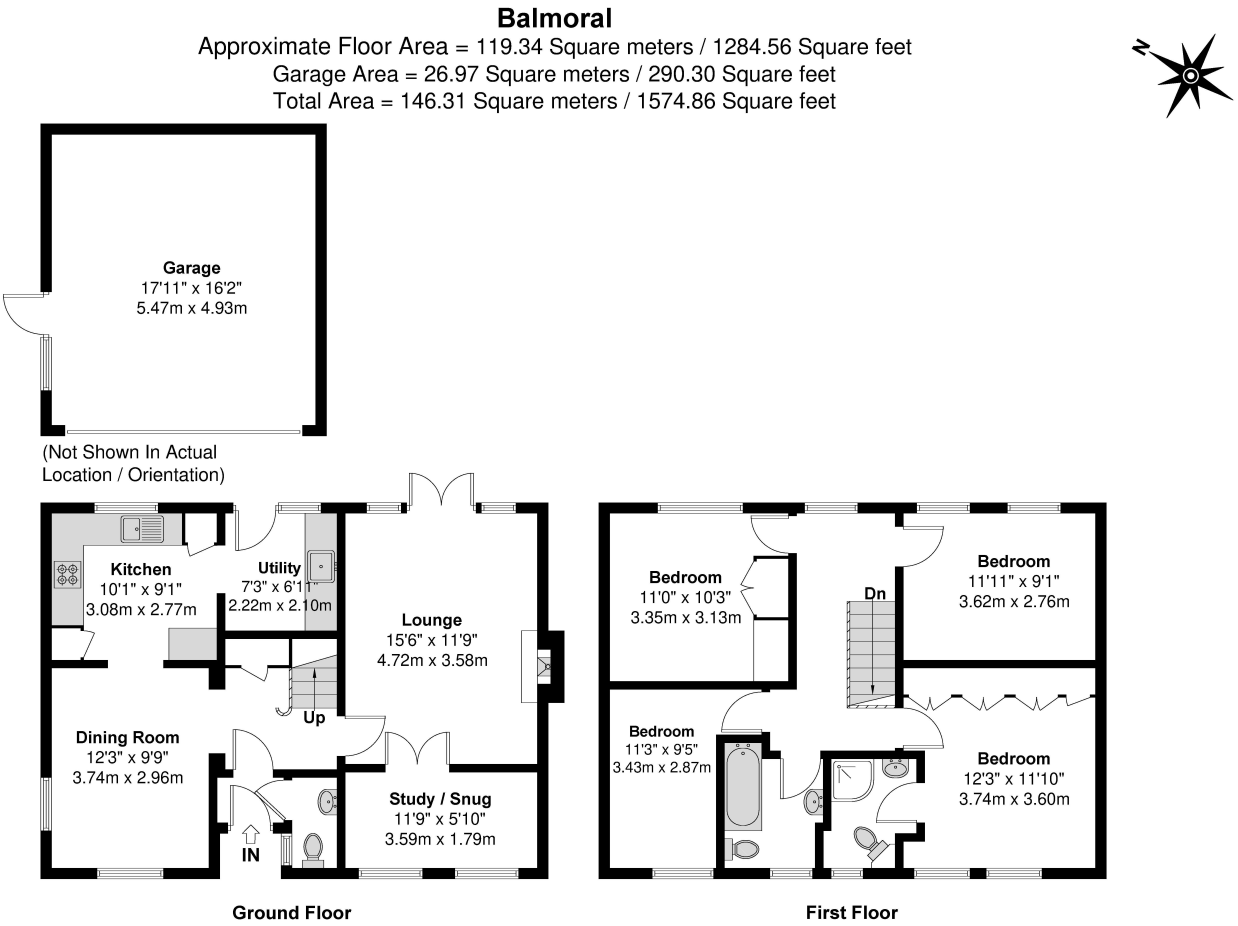 Balmoral
Approximate Floor Area = 119.34 Square meters / 1284.56 Square feet
Garage Area = 26.97 Square meters / 290.30 Square feet
Total Area = 146.31 Square meters / 1574.86 Square feet
N
Garage
17'11" x 16'2"
5.47m x 4.93m
(Not Shown In Actual
Location / Orientation)
Kitchen
10'1" x 9'1"
3.08m x 2.77m
Utility
7'3" x 6'11"
2.22m x 2.10m
Lounge
15'6" x 11'9"
4.72m x 3.58m
Up
Dining Room
12'3" x 9'9"
3.74m x 2.96m
Study / Snug
11'9" x 5'10"
3.59m x 1.79m
IN
Ground Floor
Bedroom
11'0" x 10'3"
3.35m x 3.13m
Dn
Bedroom
11'11" x 9'1"
3.62m x 2.76m
Bedroom
11'3" x 9'5"
3.43m x 2.87m
Bedroom
12'3" x 11'10"
3.74m x 3.60m
First Floor